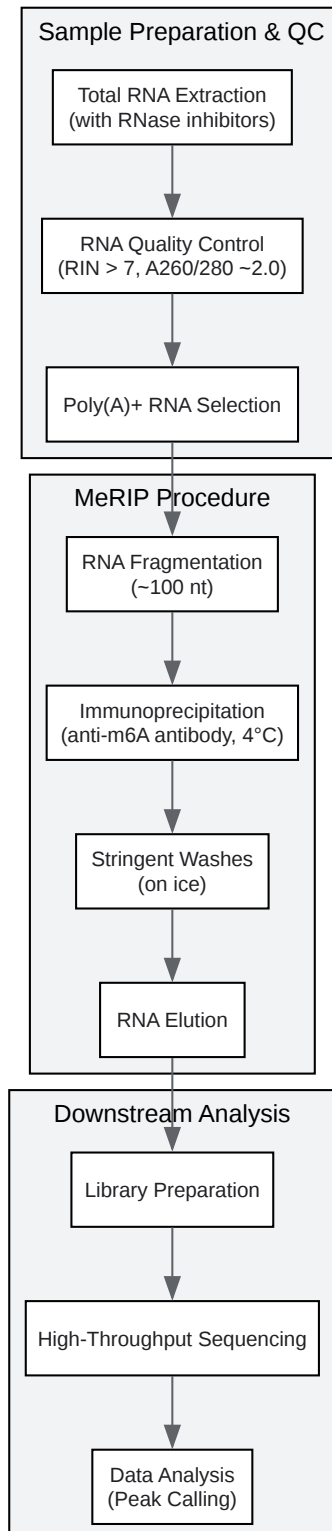 Sample Preparation & QC
Total RNA Extraction
(with RNase inhibitors)
RNA Quality Control
(RIN > 7, A260/280 ~2.0)
Poly(A)+ RNA Selection
MeRIP Procedure
RNA Fragmentation
(~100 nt)
Immunoprecipitation
(anti-m6A antibody, 4°C)
Stringent Washes
(on ice)
RNA Elution
Downstream Analysis
Library Preparation
High-Throughput Sequencing
Data Analysis
(Peak Calling)